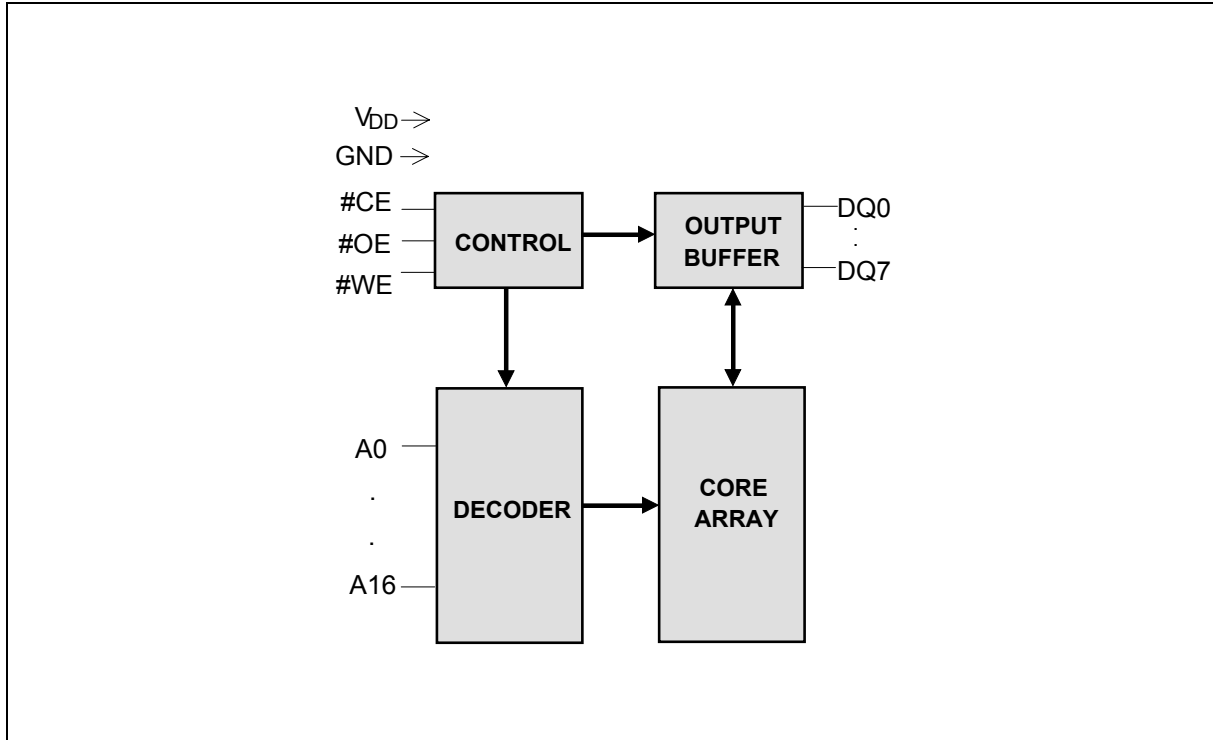 VDD
GND
#CE
#OE
#WE
CONTROL
OUTPUT
BUFFER
DQ0
.
DQ7
A0
.
.
A16
DECODER
CORE
ARRAY